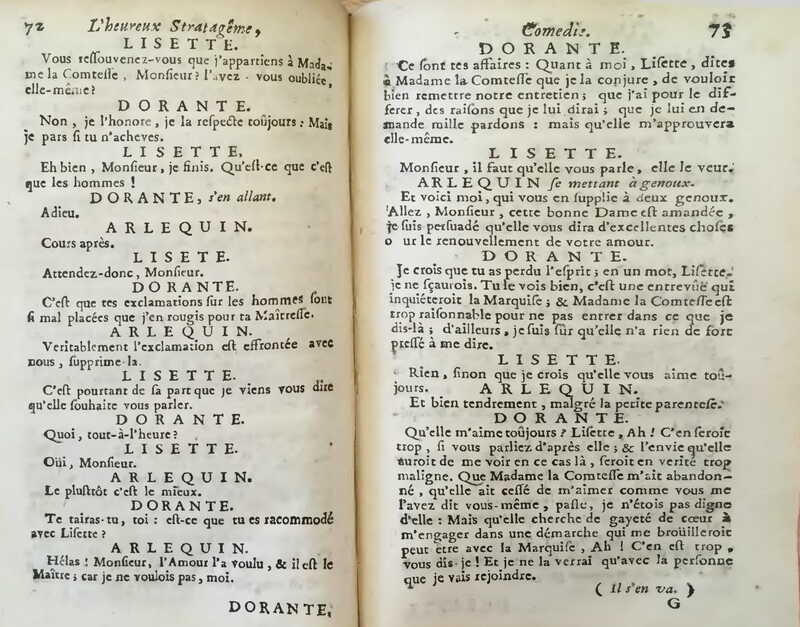 72 L'heureux Stratagême,
LISETTE.
Vous reſſouvenez-vous que j'appartiens à Mada-
me la Comteſſe, Monſieur? l'avez-vous oubliée,
elle-même?
DORANTE.
Non, je l'honore, je la reſpecte toûjours: Mais
je pars ſi tu n'acheves.
LISETTE,
Eh bien, Monſieur, je finis. Qu'eſt-ce que c'eſt
que les hommes!
DORANTE, s'en allant.
Adieu.
ARLEQUIN.
Cours après.
LISETE.
Attendez-donc, Monſieur.
DORANTE.
C'eſt que tes exclamations ſur les hommes ſont
ſi mal placées que j'en rougis pour ta Maîtreſſe.
ARLEQUIN.
Veritablement l'exclamation eſt effrontée avec
nous, ſupprime-la.
LISETTE.
C'eſt pourtant de ſa part que je viens vous dire
qu'elle ſouhaite vous parler.
DORANTE.
Quoi, tout-à-l'heure?
LISETTE.
Oüi, Monſieur.
ARLEQUIN.
Le pluſtôt c'eſt le mieux.
DORANTE.
Te tairas-tu, toi: eſt-ce que tu es racommodé
avec Liſette?
ARLEQUIN.
Hélas! Monſieur, l'Amour l'a voulu, & il eſt le
Maître; car je ne voulois pas, moi.
DORANTE,
Comedie. 73
DORANTE.
Ce ſont tes affaires: Quant à moi, Liſette, dites
à Madame la Comteſſe que je la conjure, de vouloir
bien remettre notre entretien; que j'ai pour le dif-
ferer, des raiſons que je lui dirai; que je lui en de-
mande mille pardons: mais qu'elle m'approuvera
elle-même.
LISETTE.
Monſieur, il faut qu'elle vous parle, elle le veut.
ARLEQUIN ſe mettant à genoux.
Et voici moi, qui vous en ſupplie à deux genoux.
Allez, Monſieur, cette bonne Dame eſt amandée,
je ſuis perſuadé qu'elle vous dira d'excellentes choſes
o ur le renouvellement de votre amour.
DORANTE.
Je crois que tu as perdu l'eſprit; en un mot, Liſette,
je ne ſçaurois. Tu le vois bien, c'eſt une entrevûë qui
inquiéteroit la Marquiſe; & Madame la Comteſſe eſt
trop raiſonnable pour ne pas entrer dans ce que je
dis-là; d'ailleurs, je ſuis ſûr qu'elle n'a rien de fort
preſſé à me dire.
LISETTE.
Rien, ſinon que je crois qu'elle vous aime toû-
jours. ARLEQUIN.
Et bien tendrement, malgré la petite parenteſe.
DORANTE.
Qu'elle m'aime toûjours? Liſette, Ah! C'en ſeroit
trop, ſi vous parliez d'après elle; & l'envie qu'elle
auroit de me voir en ce cas là, ſeroit en verité trop
maligne. Que Madame la Comteſſe m'ait abandon-
né, qu'elle ait ceſſé de m'aimer comme vous me
l'avez dit vous-même, paſſe, je n'étois pas digne
d'elle: Mais qu'elle cherche de gayeté de cœur à
m'engager dans une démarche qui me broüilleroit
peut être avec la Marquiſe, Ah! C'en eſt trop,
vous dis-je! Et je ne la verrai qu'avec la perſonne
que je vais rejoindre.
( il s'en va. )
G